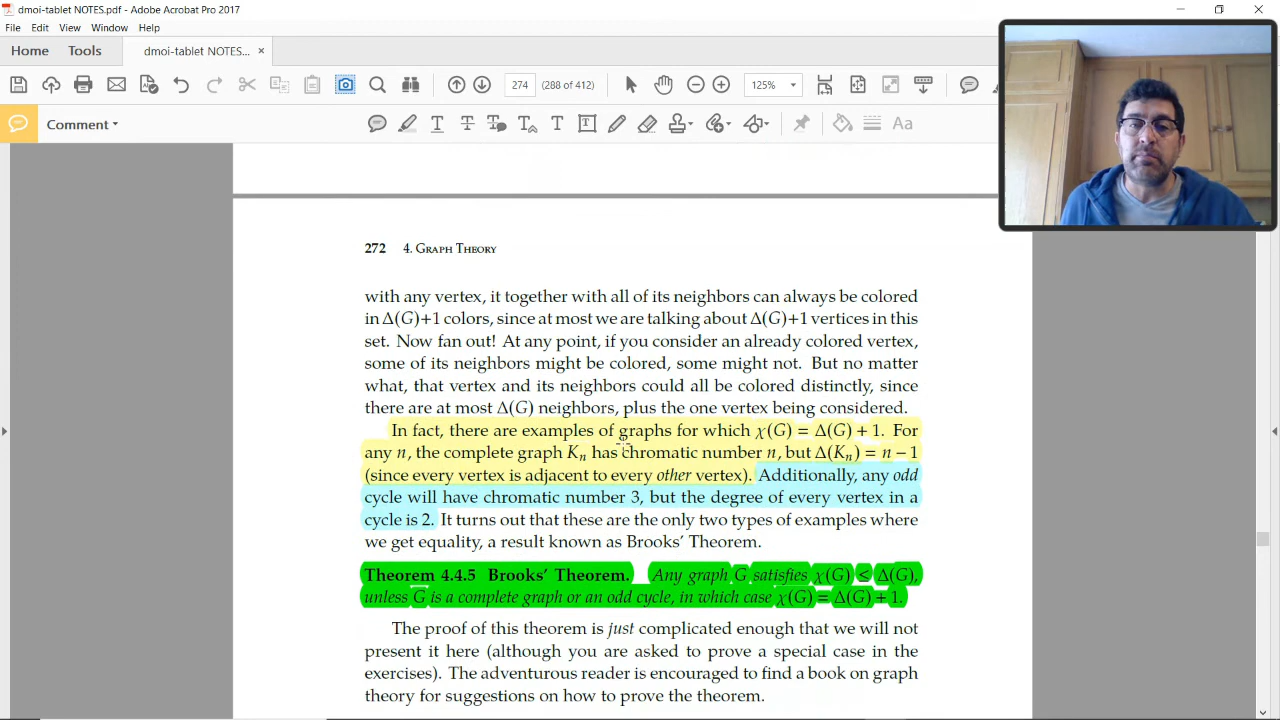 dmoi-tablet NOTES.pdf - Adobe Acrobat Pro 2017
File Edit View Window Help
Home Tools dmoi-tablet NOTES... ×
274 (288 of 412) 125%
Comment
T T T T T Aa
272 4. Graph Theory
with any vertex, it together with all of its neighbors can always be colored
in Δ(G)+1 colors, since at most we are talking about Δ(G)+1 vertices in this
set. Now fan out! At any point, if you consider an already colored vertex,
some of its neighbors might be colored, some might not. But no matter
what, that vertex and its neighbors could all be colored distinctly, since
there are at most Δ(G) neighbors, plus the one vertex being considered.
In fact, there are examples of graphs for which χ(G) = Δ(G) + 1. For
any n, the complete graph Kₙ has chromatic number n, but Δ(Kₙ) = n − 1
(since every vertex is adjacent to every other vertex). Additionally, any odd
cycle will have chromatic number 3, but the degree of every vertex in a
cycle is 2. It turns out that these are the only two types of examples where
we get equality, a result known as Brooks' Theorem.
Theorem 4.4.5 Brooks' Theorem. Any graph G satisfies χ(G) ≤ Δ(G),
unless G is a complete graph or an odd cycle, in which case χ(G) = Δ(G) + 1.
The proof of this theorem is just complicated enough that we will not
present it here (although you are asked to prove a special case in the
exercises). The adventurous reader is encouraged to find a book on graph
theory for suggestions on how to prove the theorem.